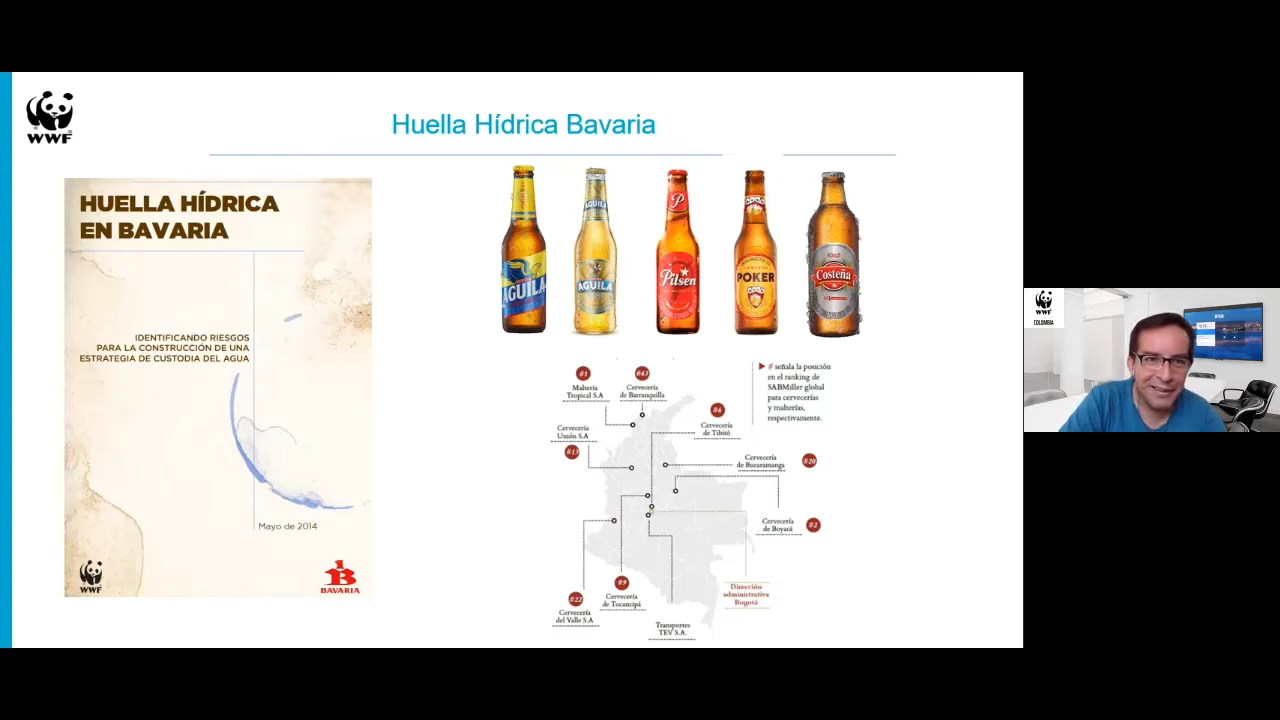 WWF
Huella Hídrica Bavaria
HUELLA HÍDRICA
EN BAVARIA
IDENTIFICANDO RIESGOS
PARA LA CONSTRUCCIÓN DE UNA
ESTRATEGIA DE CUSTODIA DEL AGUA
Mayo de 2014
WWF
BAVARIA
AGUILA
AGUILA
AGUILA
P
Pilsen
POKER
Costeña
#1
Maltería
Tropical S.A
#43
Cervecería
de Barranquilla
# señala la posición
en el ranking de
SABMiller global
para cervecerías
y malterías,
respectivamente.
#6
Cervecería
de Tibitó
Cervecería
Unión S.A
#13
Cervecería
de Bucaramanga
#20
Cervecería
de Boyacá
#2
#9
Cervecería
de Tocancipá
#22
Cervecería
del Valle S.A
Dirección
administrativa
Bogotá
Transportes
TEV S.A.
WWF
COLOMBIA